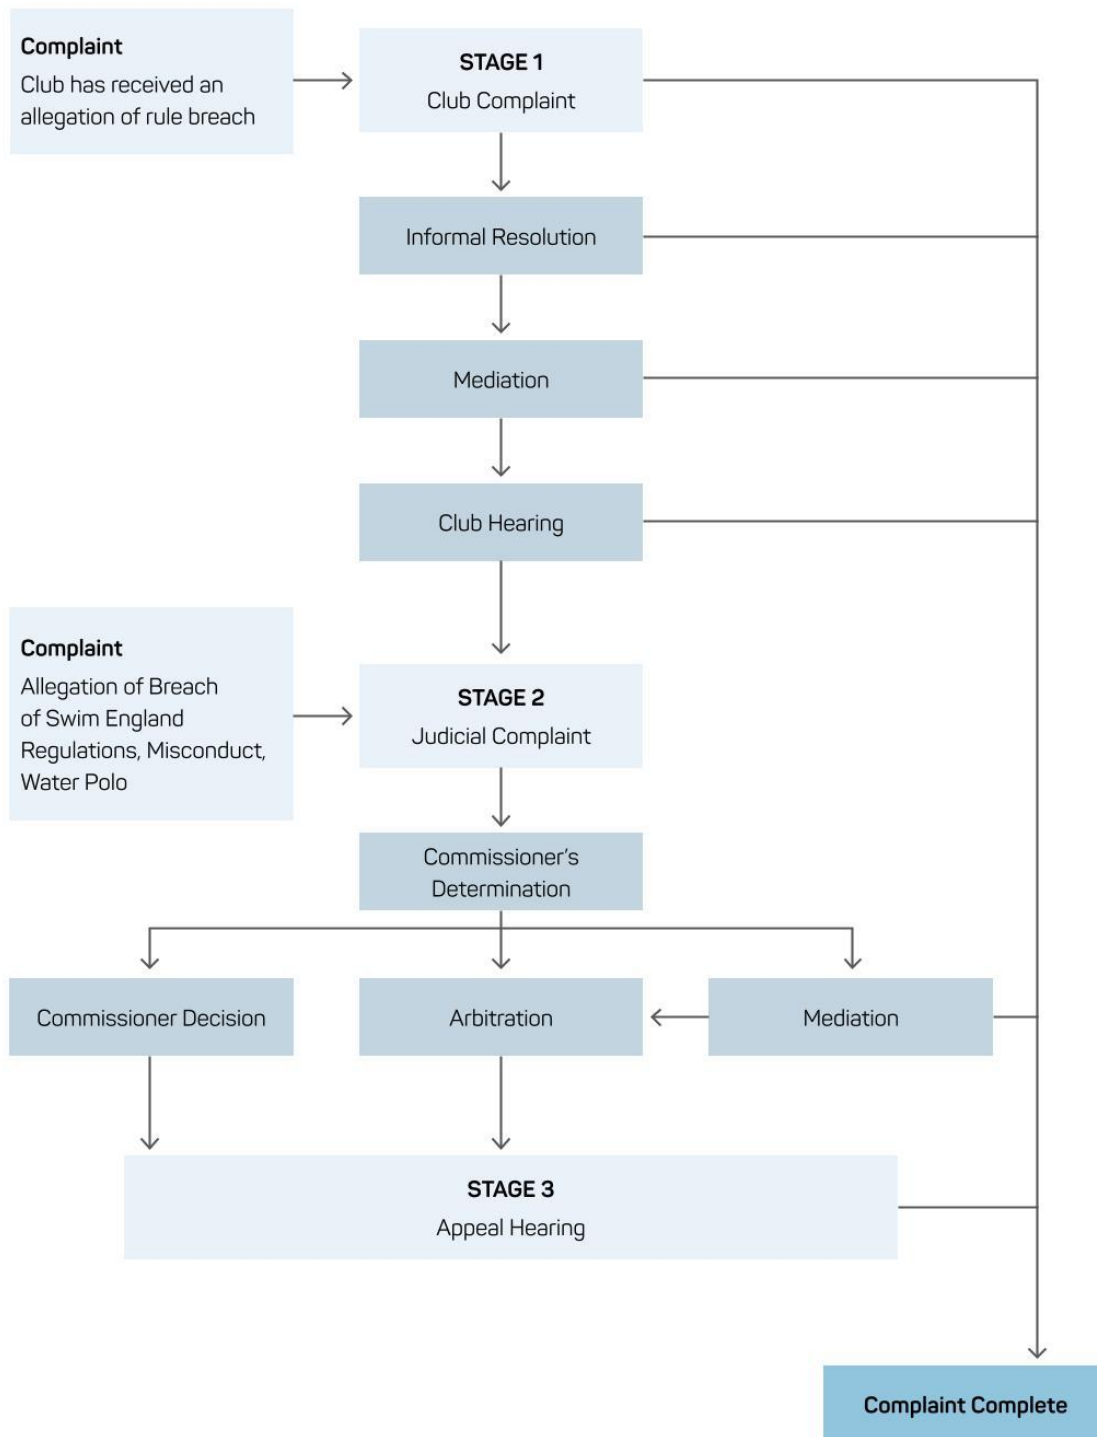 Complaint
Club has received an
allegation of rule breach
STAGE 1
Club Complaint
Informal Resolution
Mediation
Club Hearing
Complaint
Allegation of Breach
of Swim England
Regulations, Misconduct,
Water Polo
STAGE 2
Judicial Complaint
Commissioner’s
Determination
Commissioner Decision
Arbitration
Mediation
STAGE 3
Appeal Hearing
Complaint Complete